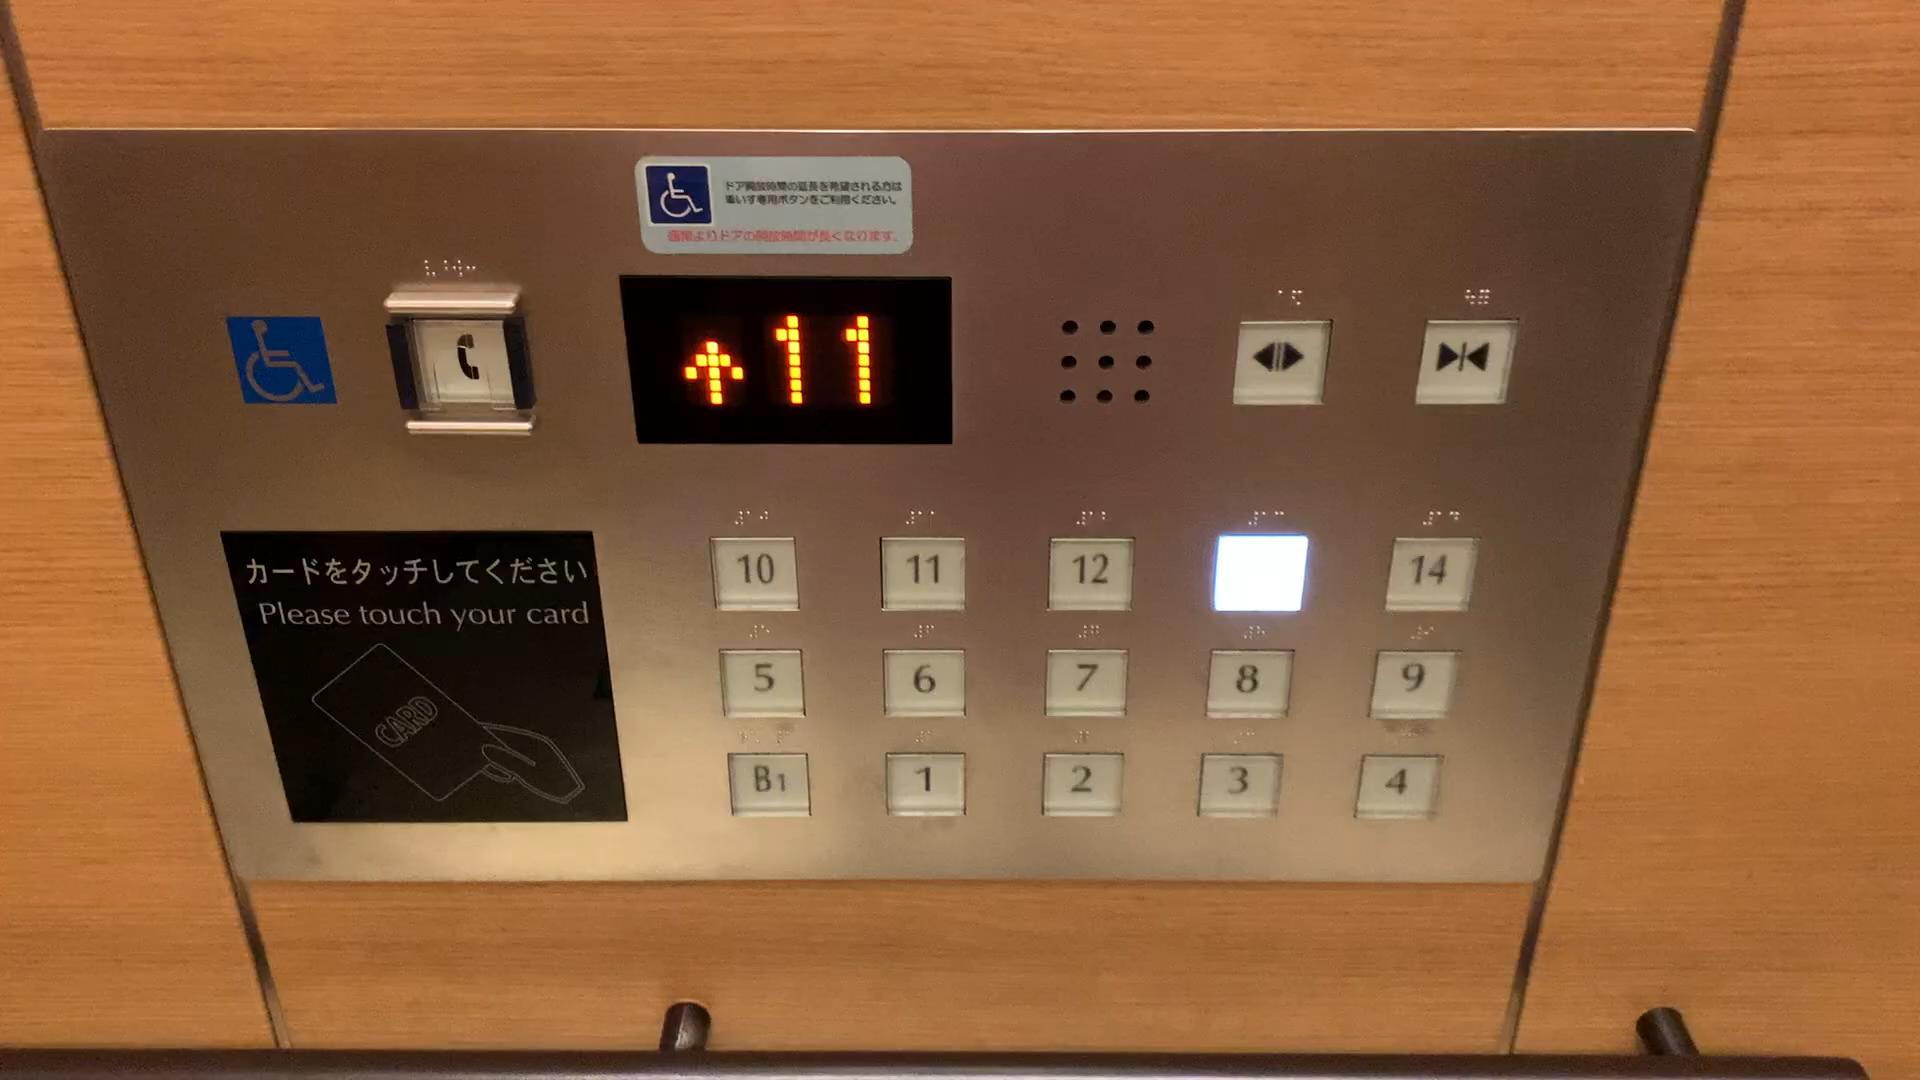 ドア開放時間の延長を希望される方は
車いす専用ボタンをご利用ください。
通常よりドアの開放時間が長くなります。
↑11
カードをタッチしてください
Please touch your card
CARD
10 11 12 14
5 6 7 8 9
B1 1 2 3 4